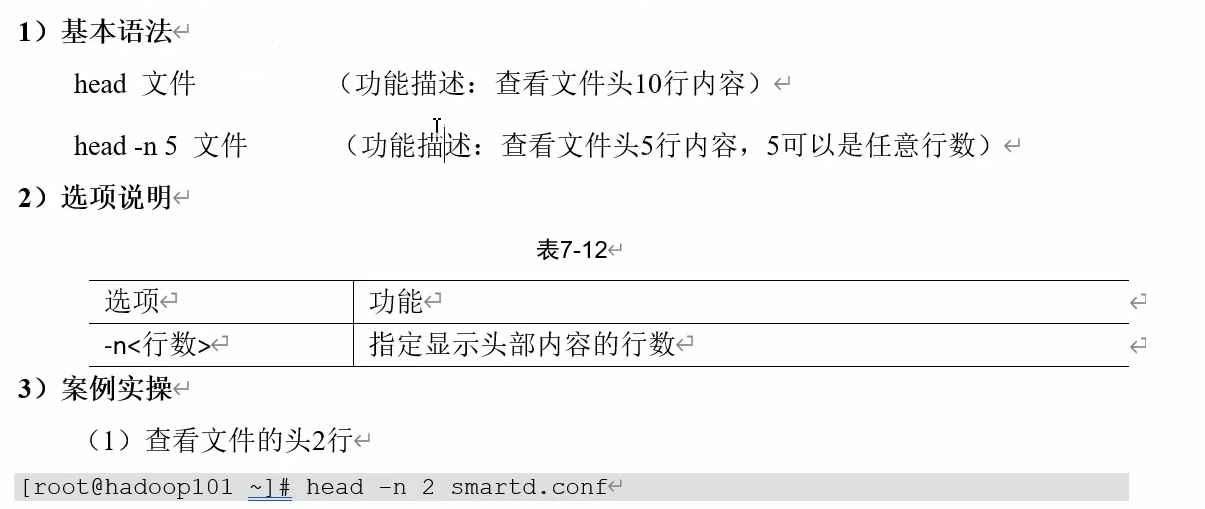 1）基本语法
head 文件 （功能描述：查看文件头10行内容）
head -n 5 文件 （功能描述：查看文件头5行内容，5可以是任意行数）
2）选项说明
表7-12
选项 功能
-n<行数> 指定显示头部内容的行数
3）案例实操
（1）查看文件的头2行
[root@hadoop101 ~]# head -n 2 smartd.conf